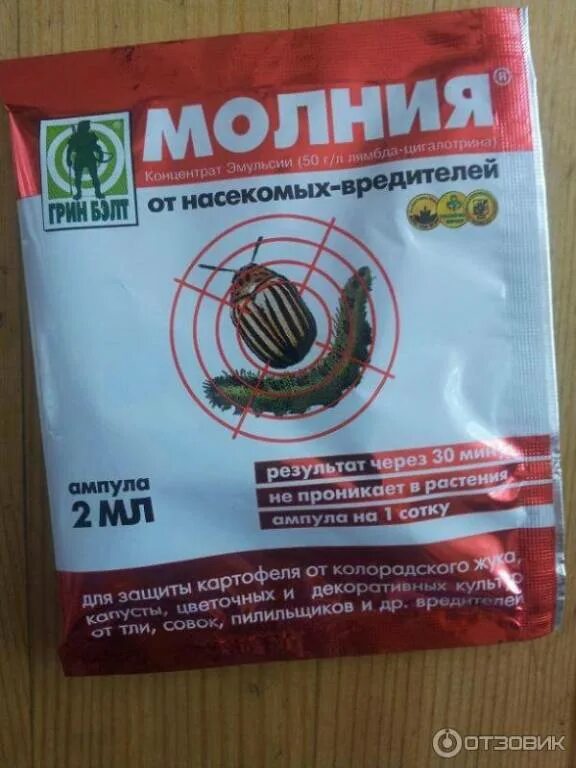 МОЛНИЯ®
Концентрат Эмульсии (50 г/л лямбда-цигалотрина)
от насекомых-вредителей
ГРИН БЭЛТ
результат через 30 мину
не проникает в растения
ампула на 1 сотку
ампула
2 МЛ
для защиты картофеля от колорадского жука,
капусты, цветочных и декоративных культур
от тли, совок, пилильщиков и др. вредителей
ОТЗОВИК